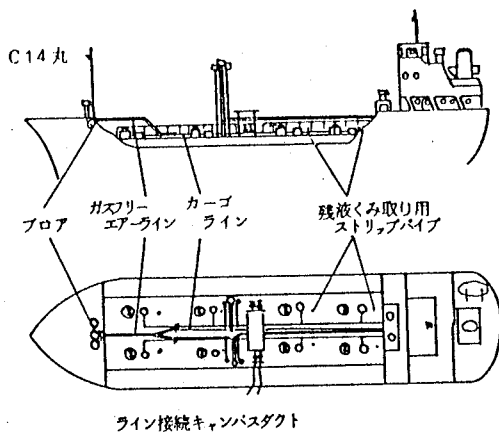 C14丸
ブロア
ガスフリー
エアーライン
カーゴ
ライン
残液くみ取り用
ストリップパイプ
ライン接続キャンバスダクト